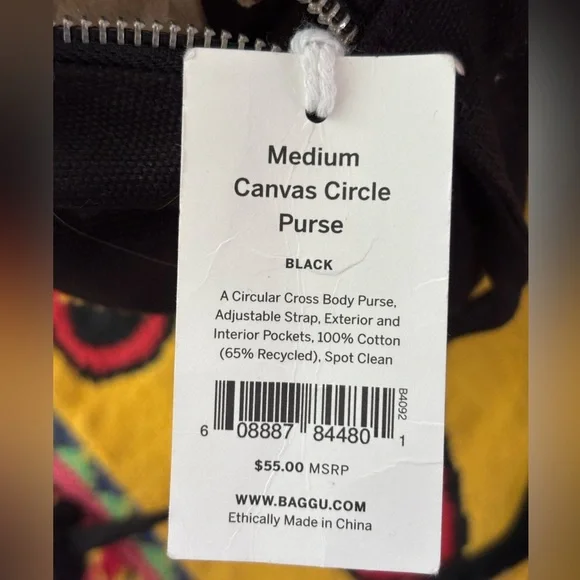 Medium
Canvas Circle
Purse
BLACK
A Circular Cross Body Purse,
Adjustable Strap, Exterior and
Interior Pockets, 100% Cotton
(65% Recolved), Spot Clean
B4092
6 08887 84480 1
$55.00 MSRP
WWW.BAGGU.COM
Ethically Made in China